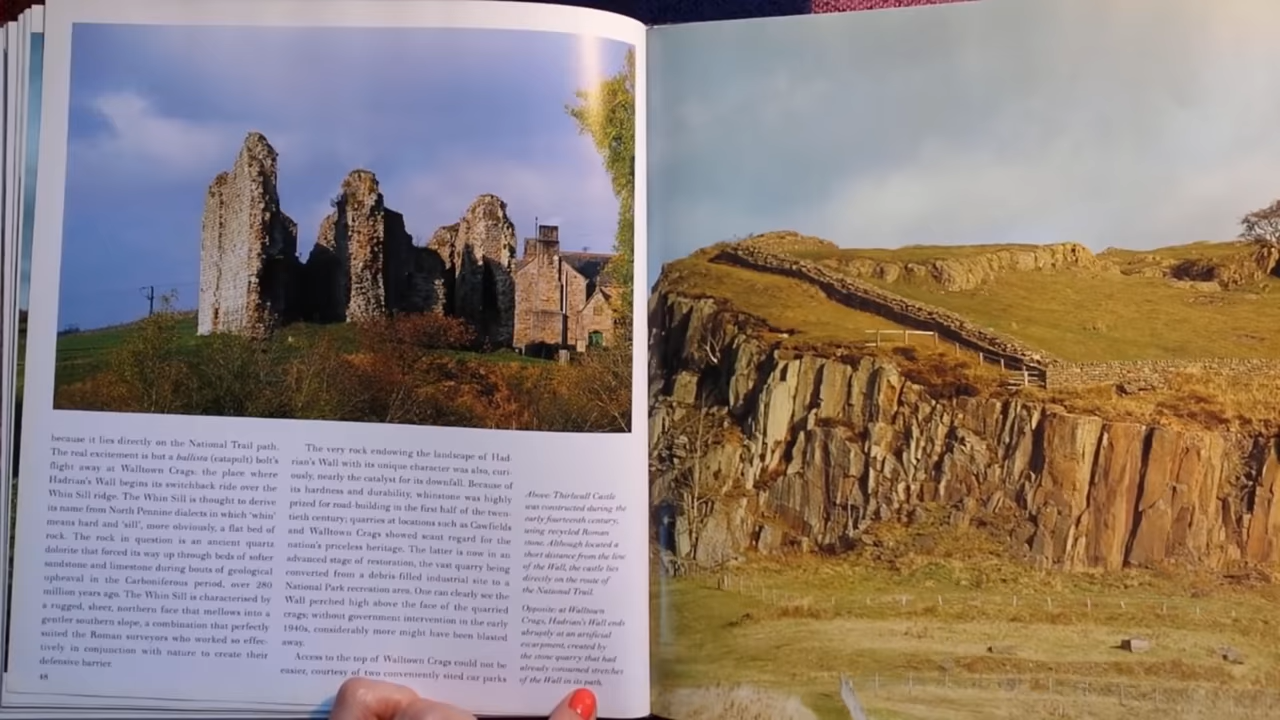 because it lies directly on the National Trail path.
The real excitement is but a ballista (catapult) bolt's
flight away at Walltown Crags: the place where
Hadrian's Wall begins its switchback ride over the
Whin Sill ridge. The Whin Sill is thought to derive
its name from North Pennine dialects in which 'whin'
means hard and 'sill', more obviously, a flat bed of
rock. The rock in question is an ancient quartz
dolorite that forced its way up through beds of softer
sandstone and limestone during bouts of geological
upheaval in the Carboniferous period, over 280
million years ago. The Whin Sill is characterised by
a rugged, sheer, northern face that mellows into a
gentler southern slope, a combination that perfectly
suited the Roman surveyors who worked so effec-
tively in conjunction with nature to create their
defensive barrier.
48
The very rock endowing the landscape of Had-
rian's Wall with its unique character was also, curi-
ously, nearly the catalyst for its downfall. Because of
its hardness and durability, whinstone was highly
prized for road-building in the first half of the twen-
tieth century; quarries at locations such as Cawfields
and Walltown Crags showed scant regard for the
nation's priceless heritage. The latter is now in an
advanced stage of restoration, the vast quarry being
converted from a debris-filled industrial site to a
National Park recreation area. One can clearly see the
Wall perched high above the face of the quarried
crags; without government intervention in the early
1940s, considerably more might have been blasted
away.
Access to the top of Walltown Crags could not be
easier, courtesy of two conveniently sited car parks
Above: Thirlwall Castle
was constructed during the
early fourteenth century,
using recycled Roman
stone. Although located a
short distance from the line
of the Wall, the castle lies
directly on the route of
the National Trail.
Opposite: at Walltown
Crags, Hadrian's Wall ends
abruptly at an artificial
escarpment, created by
the stone quarry that had
already consumed stretches
of the Wall in its path.